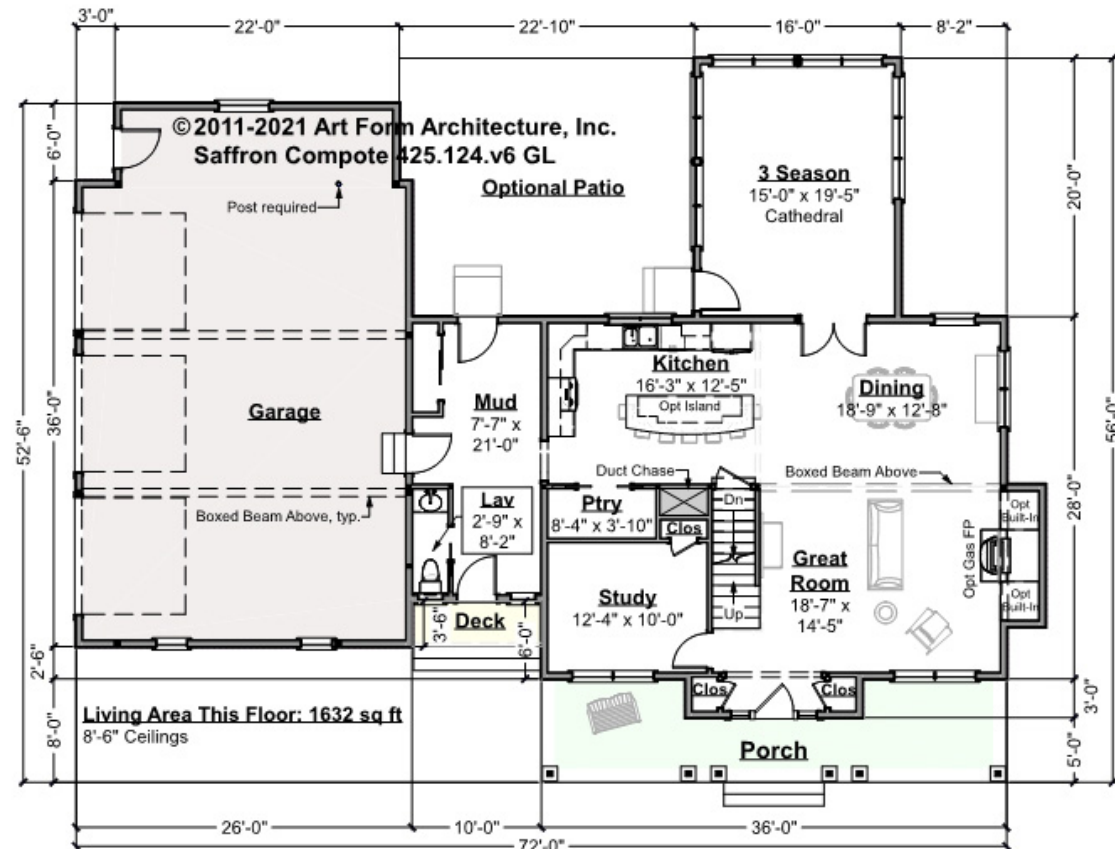 3'-0"
22'-0"
22'-10"
16'-0"
8'-2"
©2011-2021 Art Form Architecture, Inc.
Saffron Compote 425.124.v6 GL
6'-0"
Post required
Optional Patio
3 Season
15'-0" x 19'-5"
Cathedral
20'-0"
52'-6"
36'-0"
56'-0"
Garage
Mud
7'-7" x
21'-0"
Kitchen
16'-3" x 12'-5"
Opt Island
Dining
18'-9" x 12'-8"
Boxed Beam Above, typ.
Lav
2'-9" x
8'-2"
Duct Chase
Ptry
8'-4" x 3'-10"
Clos
Dn
Up
Boxed Beam Above
28'-0"
Opt
Built-In
Opt Gas FP
Opt
Built-In
Great
Room
18'-7" x
14'-5"
Study
12'-4" x 10'-0"
Deck
3'-6"
6'-0"
2'-6"
8'-0"
Clos
Clos
3'-0"
5'-0"
Living Area This Floor: 1632 sq ft
8'-6" Ceilings
Porch
26'-0"
10'-0"
36'-0"
72'-0"